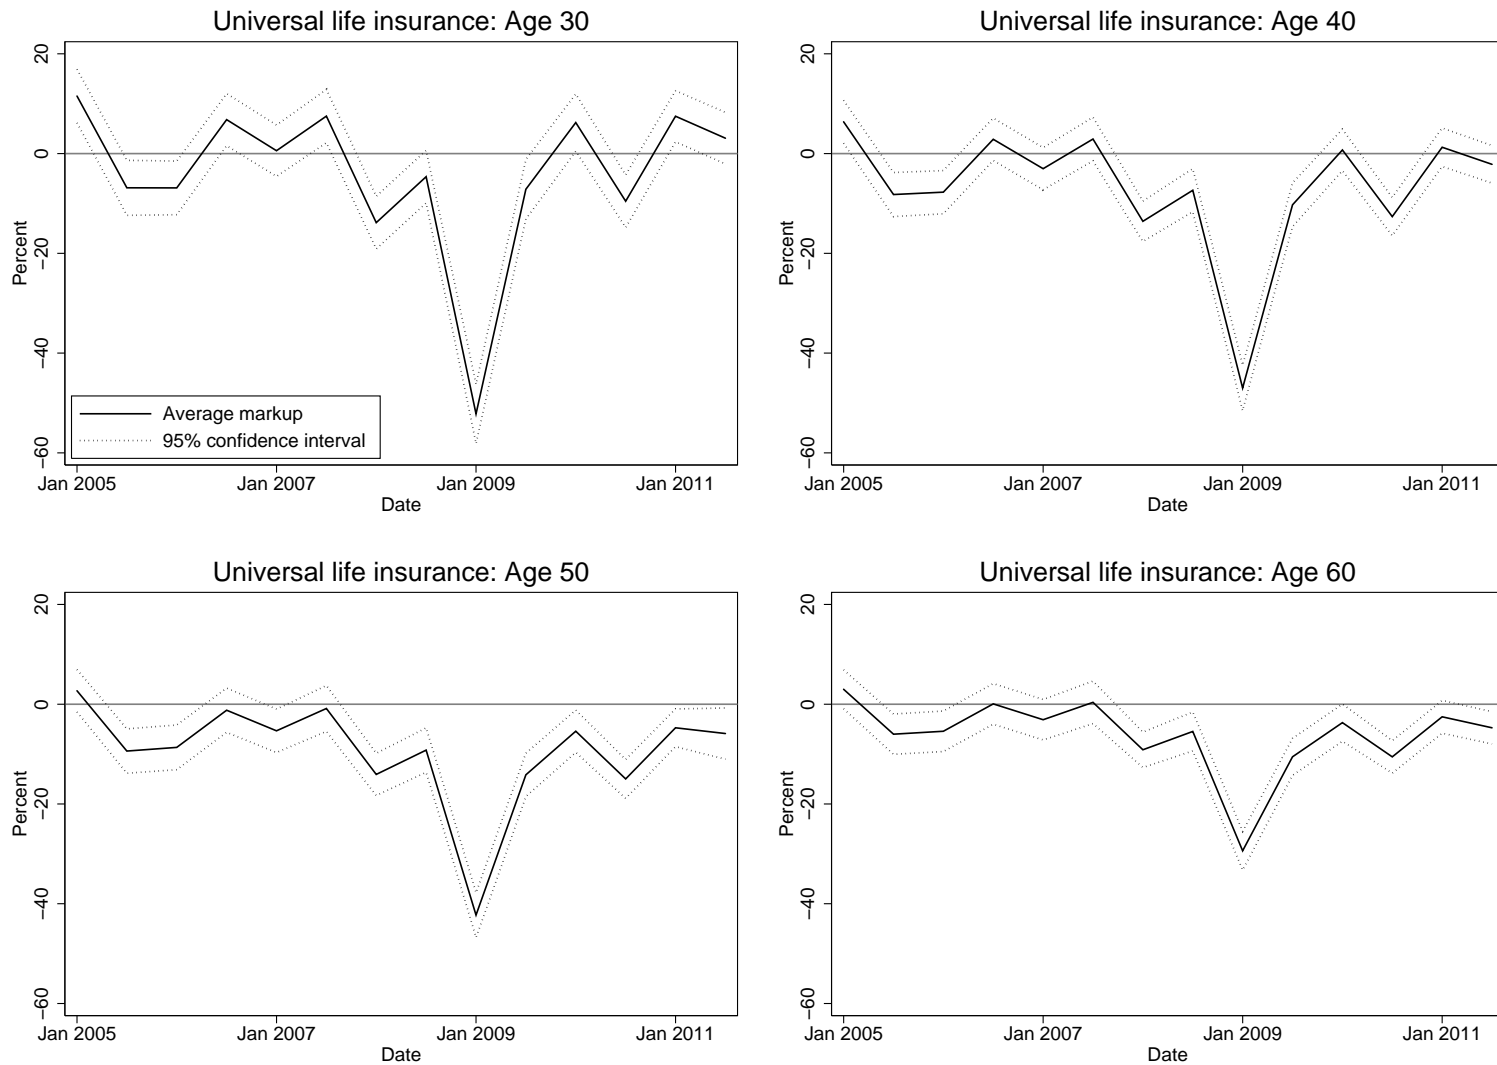 Universal life insurance: Age 30
20
0
−20
−40
−60
Percent
Average markup
95% confidence interval
Jan 2005 Jan 2007 Jan 2009 Jan 2011
Date
Universal life insurance: Age 40
20
0
−20
−40
−60
Percent
Jan 2005 Jan 2007 Jan 2009 Jan 2011
Date
Universal life insurance: Age 50
20
0
−20
−40
−60
Percent
Jan 2005 Jan 2007 Jan 2009 Jan 2011
Date
Universal life insurance: Age 60
20
0
−20
−40
−60
Percent
Jan 2005 Jan 2007 Jan 2009 Jan 2011
Date